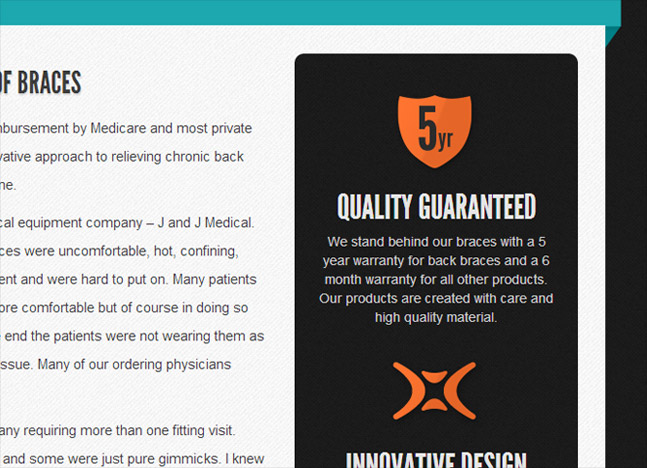 OF BRACES
bursement by Medicare and most private
vative approach to relieving chronic back
me.
cal equipment company – J and J Medical.
ces were uncomfortable, hot, confining,
ent and were hard to put on. Many patients
ore comfortable but of course in doing so
end the patients were not wearing them as
ssue. Many of our ordering physicians
any requiring more than one fitting visit.
and some were just pure gimmicks. I knew
5yr
QUALITY GUARANTEED
We stand behind our braces with a 5
year warranty for back braces and a 6
month warranty for all other products.
Our products are created with care and
high quality material.
INNOVATIVE DESIGN